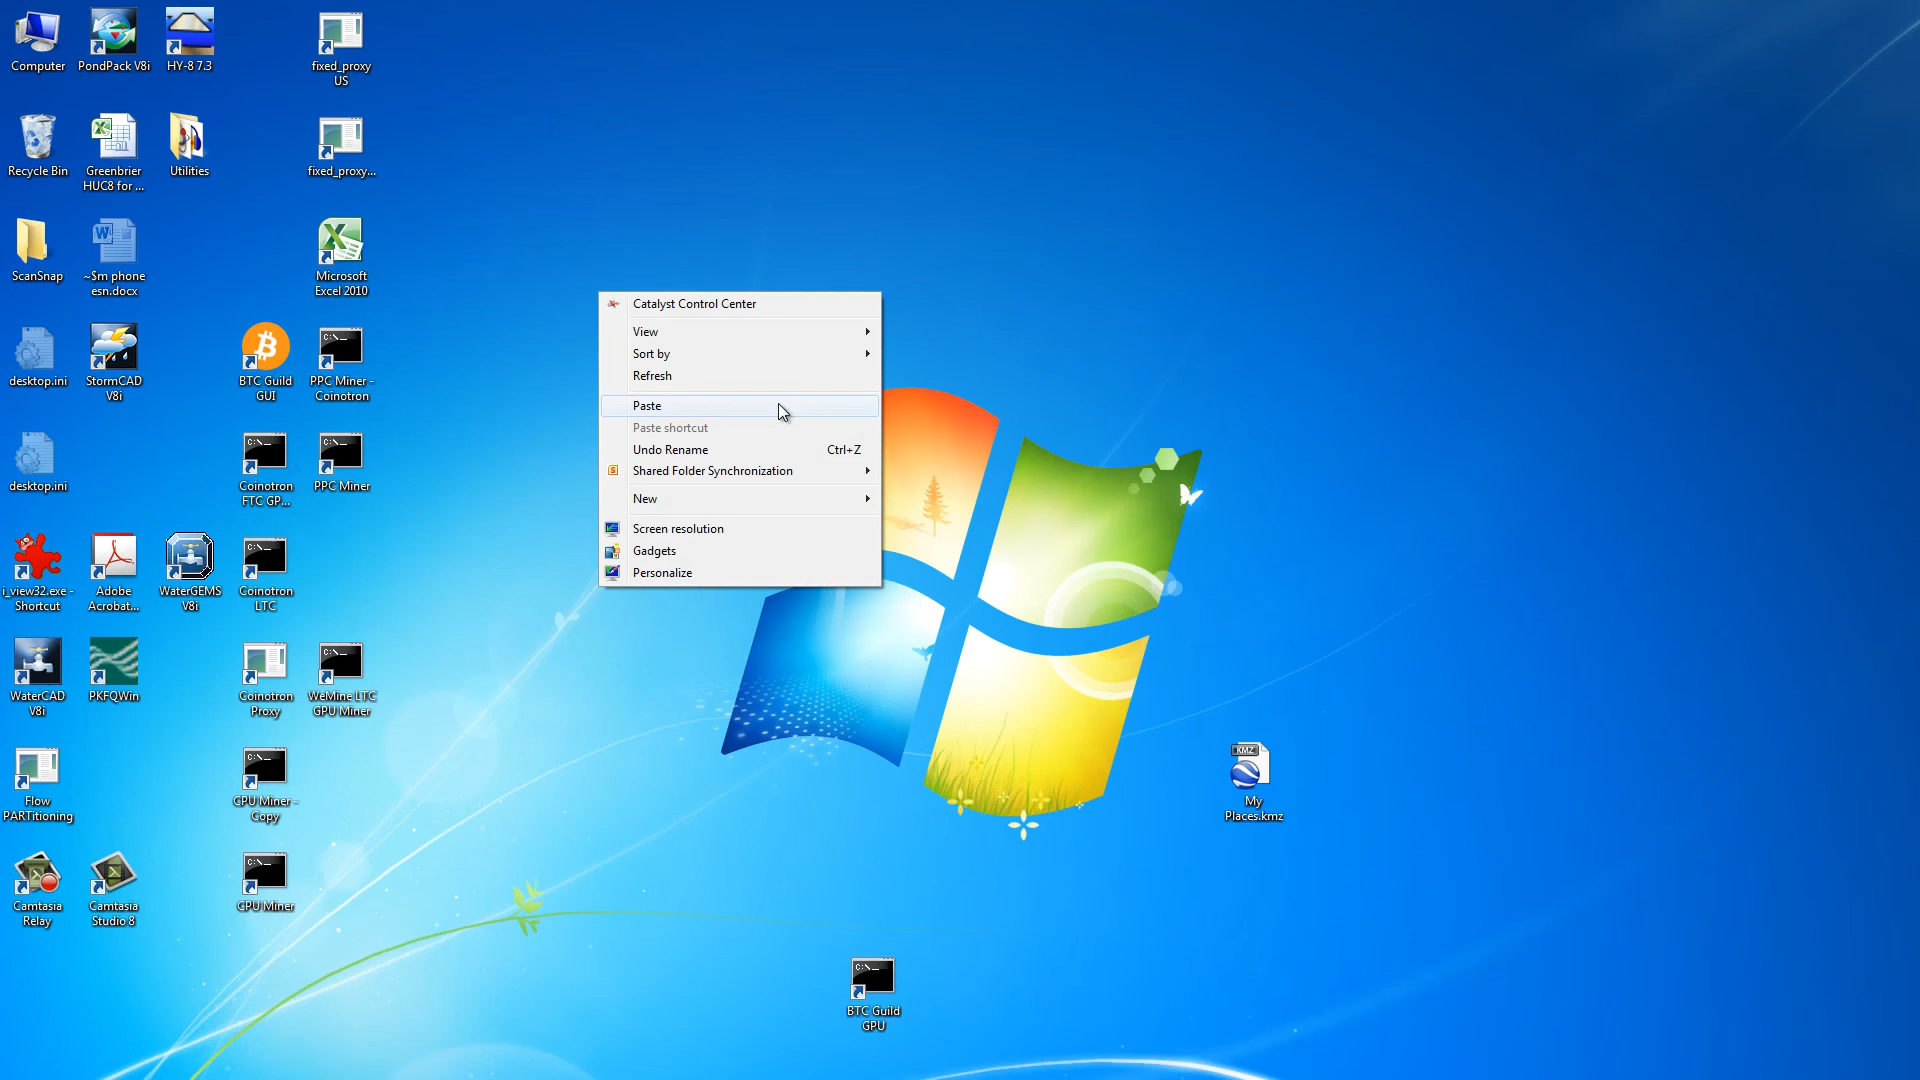 Computer
PondPack V8i
HY-8 7.3
fixed_proxy
US
Recycle Bin
Greenbrier
HUC8 for ...
Utilities
fixed_proxy...
ScanSnap
~$m phone
esn.docx
Microsoft
Excel 2010
desktop.ini
StormCAD
V8i
BTC Guild
GUI
PPC Miner -
Coinotron
desktop.ini
Coinotron
FTC GP...
PPC Miner
i_view32.exe -
Shortcut
Adobe
Acrobat...
WaterGEMS
V8i
Coinotron
LTC
WaterCAD
V8i
PKFQWin
Coinotron
Proxy
WeMine LTC
GPU Miner
Flow
PARTitioning
CPU Miner -
Copy
Camtasia
Relay
Camtasia
Studio 8
CPU Miner
Catalyst Control Center
View
Sort by
Refresh
Paste
Paste shortcut
Undo Rename Ctrl+Z
Shared Folder Synchronization
New
Screen resolution
Gadgets
Personalize
KMZ
My
Places.kmz
BTC Guild
GPU